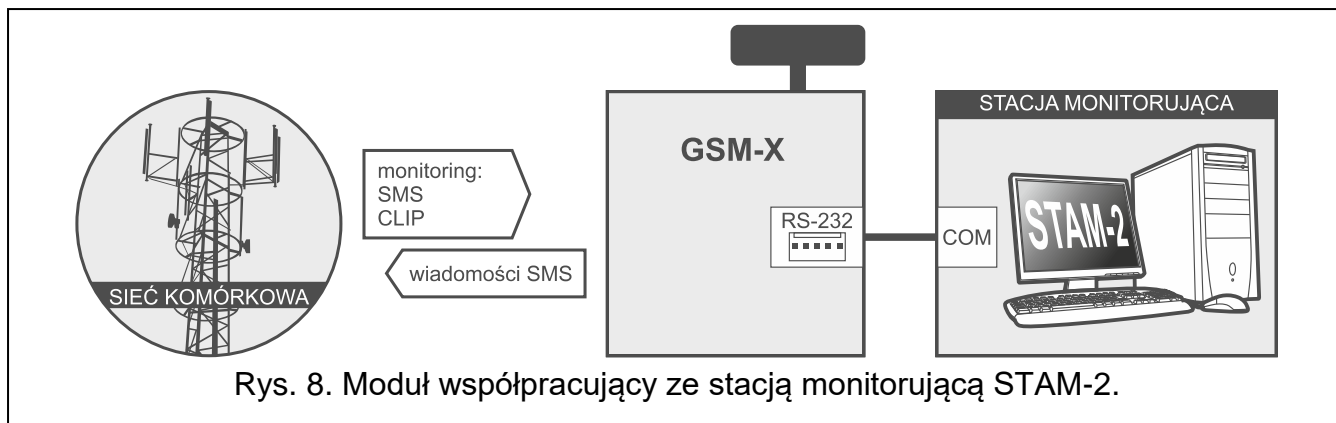 SIEĆ KOMÓRKOWA
monitoring:
SMS
CLIP
wiadomości SMS
GSM-X
RS-232
COM
STACJA MONITORUJĄCA
STAM-2
Rys. 8. Moduł współpracujący ze stacją monitorującą STAM-2.